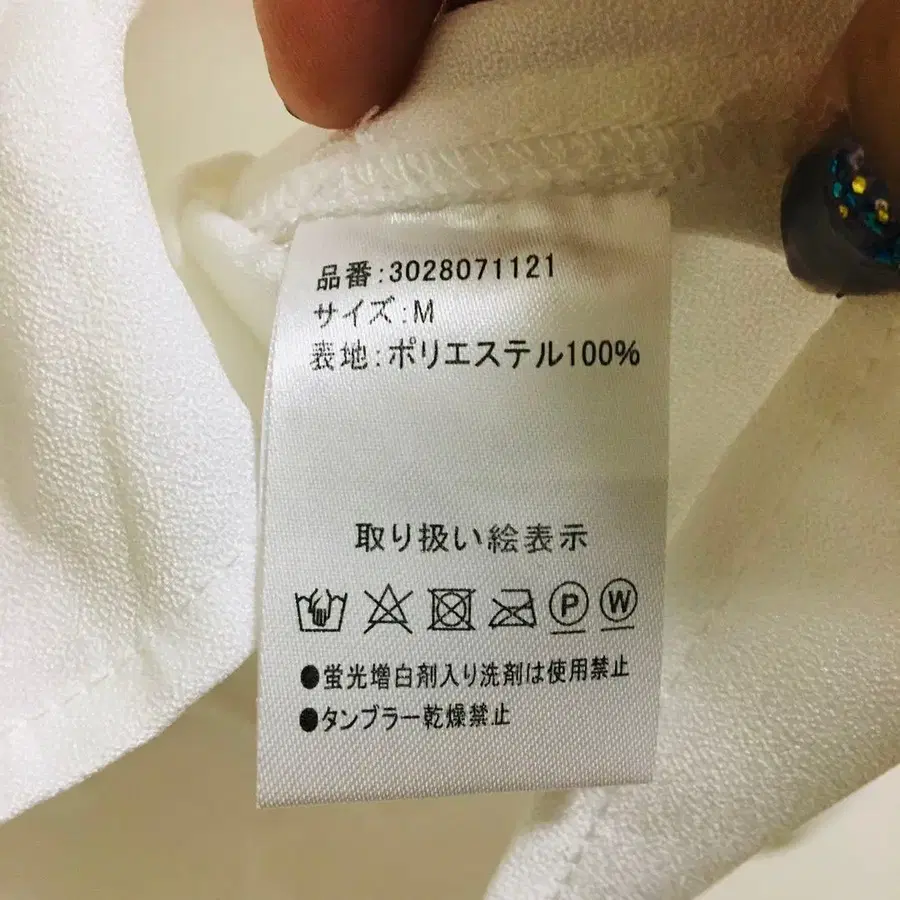 品番:3028071121
サイズ:M
表地:ポリエステル100%
取り扱い絵表示
P W
●蛍光増白剤入り洗剤は使用禁止
●タンブラー乾燥禁止